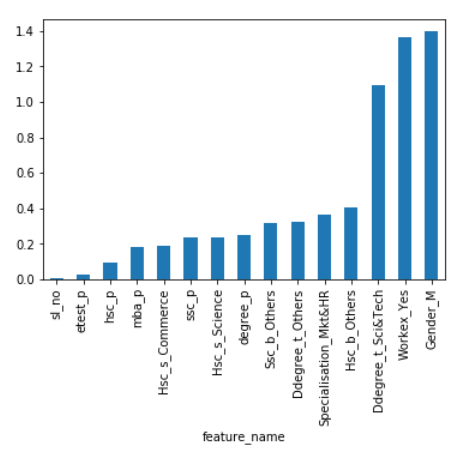 1.4
1.2
1.0
0.8
0.6
0.4
0.2
0.0
sl_no
etest_p
hsc_p
mba_p
Hsc_s_Commerce
ssc_p
Hsc_s_Science
degree_p
Ssc_b_Others
Ddegree_t_Others
Specialisation_Mkt&HR
Hsc_b_Others
Ddegree_t_Sci&Tech
Workex_Yes
Gender_M
feature_name